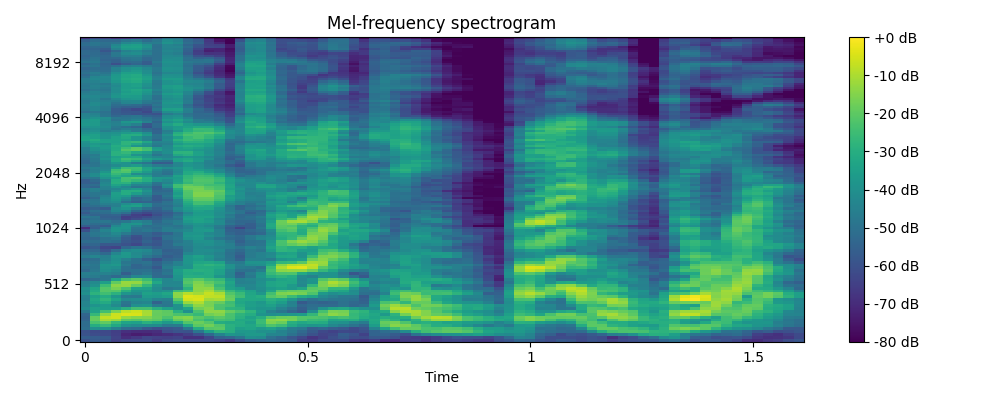 Mel-frequency spectrogram
Hz
8192
4096
2048
1024
512
0
0
0.5
1
1.5
Time
+0 dB
-10 dB
-20 dB
-30 dB
-40 dB
-50 dB
-60 dB
-70 dB
-80 dB